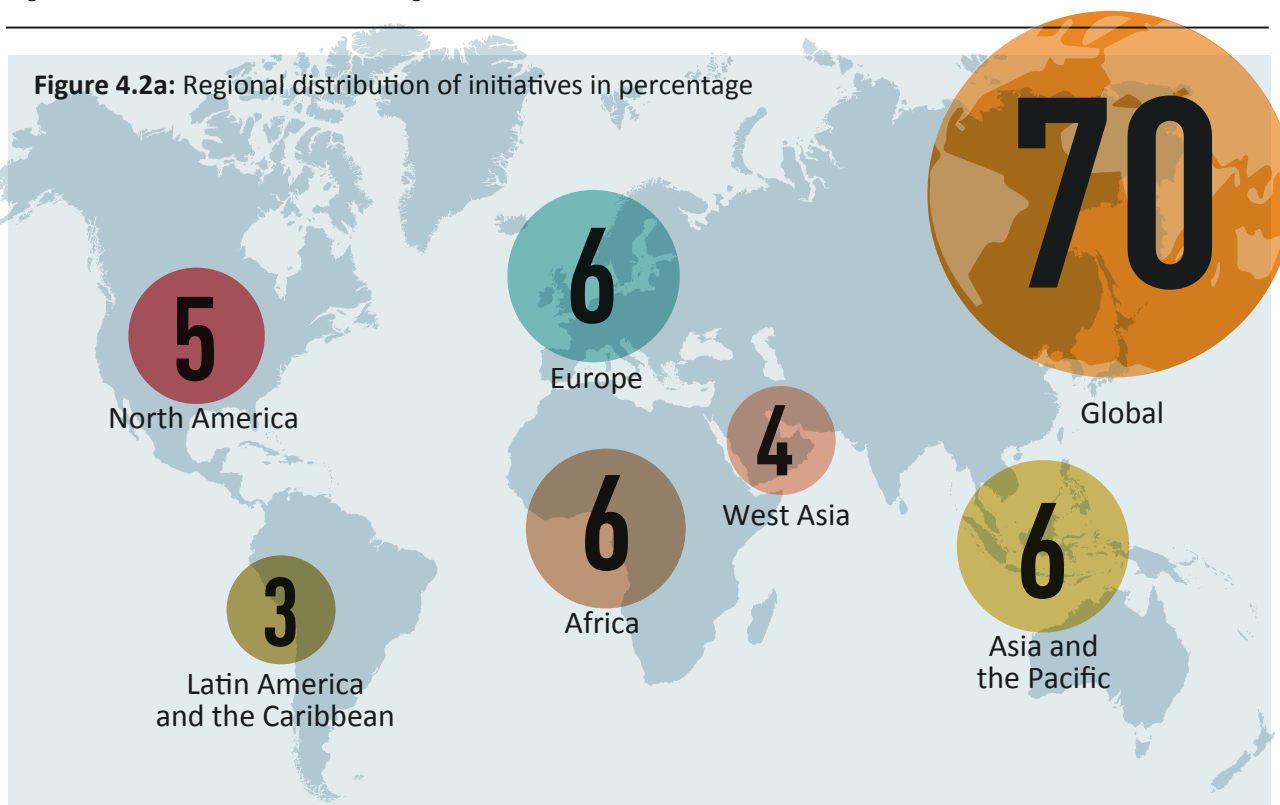 Figure 4.2a: Regional distribution of initiatives in percentage
70
Global
6
Europe
5
North America
4
West Asia
6
Africa
6
Asia and
the Pacific
3
Latin America
and the Caribbean